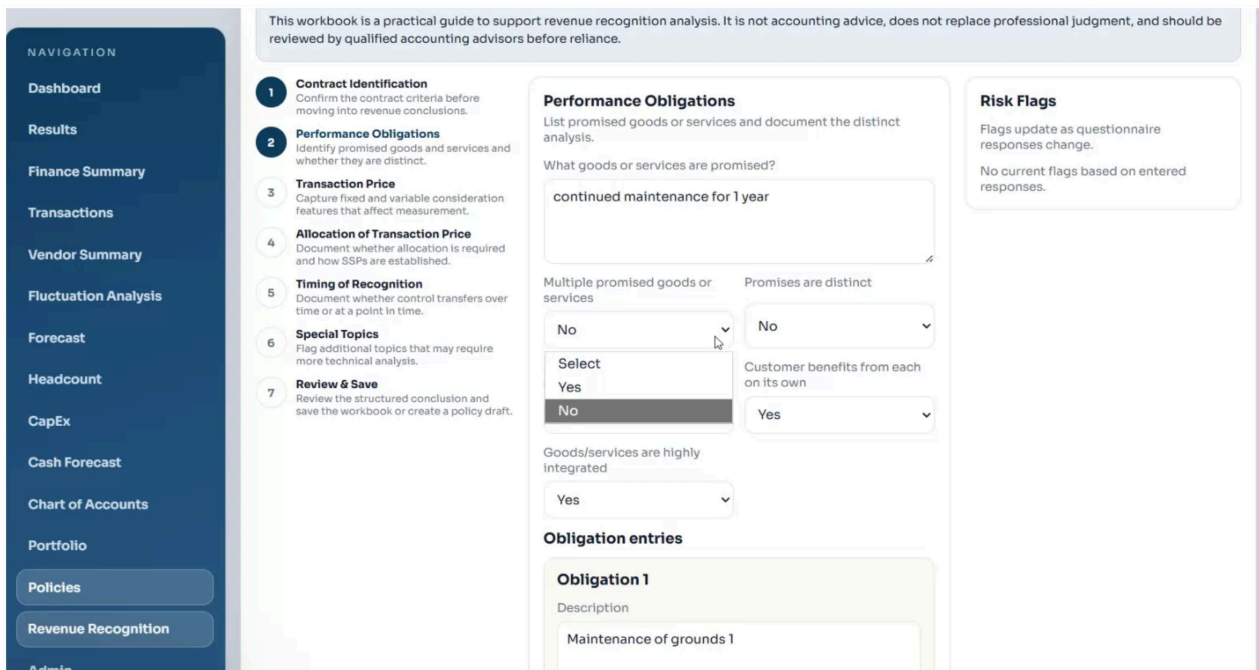 This workbook is a practical guide to support revenue recognition analysis. It is not accounting advice, does not replace professional judgment, and should be
reviewed by qualified accounting advisors before reliance.
NAVIGATION
Dashboard
Results
Finance Summary
Transactions
Vendor Summary
Fluctuation Analysis
Forecast
Headcount
CapEx
Cash Forecast
Chart of Accounts
Portfolio
Policies
Revenue Recognition
Admin
1
Contract Identification
Confirm the contract criteria before
moving into revenue conclusions.
2
Performance Obligations
Identify promised goods and services and
whether they are distinct.
3
Transaction Price
Capture fixed and variable consideration
features that affect measurement.
4
Allocation of Transaction Price
Document whether allocation is required
and how SSPs are established.
5
Timing of Recognition
Document whether control transfers over
time or at a point in time.
6
Special Topics
Flag additional topics that may require
more technical analysis.
7
Review & Save
Review the structured conclusion and
save the workbook or create a policy draft.
Performance Obligations
List promised goods or services and document the distinct
analysis.
What goods or services are promised?
continued maintenance for 1 year
Multiple promised goods or
services
No
Select
Yes
No
Promises are distinct
No
Customer benefits from each
on its own
Yes
Goods/services are highly
integrated
Yes
Obligation entries
Obligation 1
Description
Maintenance of grounds 1
Risk Flags
Flags update as questionnaire
responses change.
No current flags based on entered
responses.